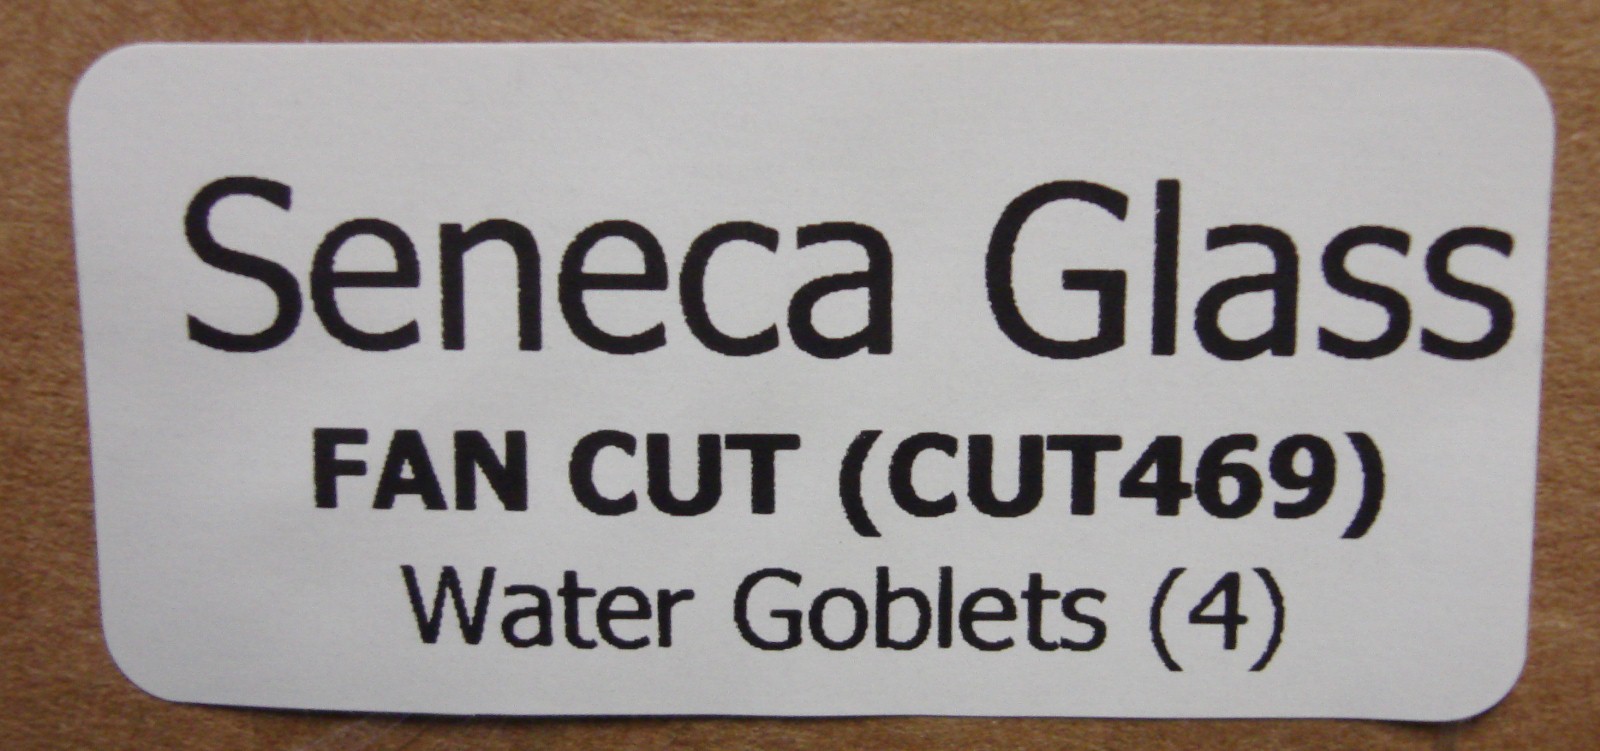 Seneca Glass
FAN CUT (CUT469)
Water Goblets (4)